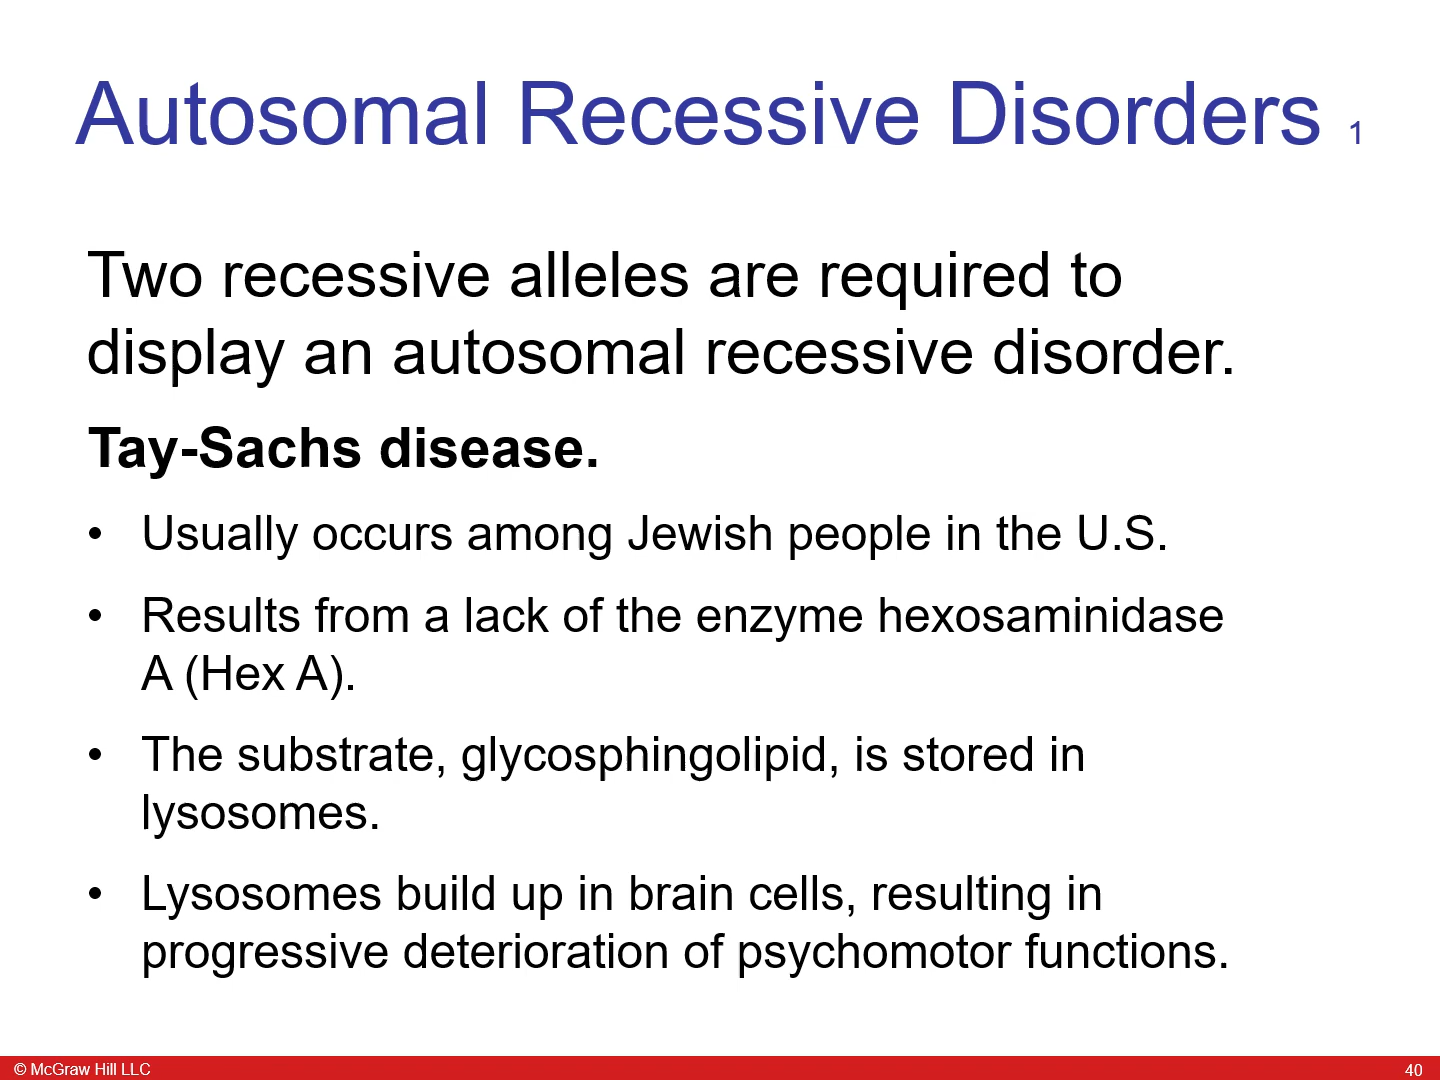 Autosomal Recessive Disorders 1
Two recessive alleles are required to
display an autosomal recessive disorder.
Tay-Sachs disease.
• Usually occurs among Jewish people in the U.S.
• Results from a lack of the enzyme hexosaminidase
A (Hex A).
• The substrate, glycosphingolipid, is stored in
lysosomes.
• Lysosomes build up in brain cells, resulting in
progressive deterioration of psychomotor functions.
© McGraw Hill LLC
40